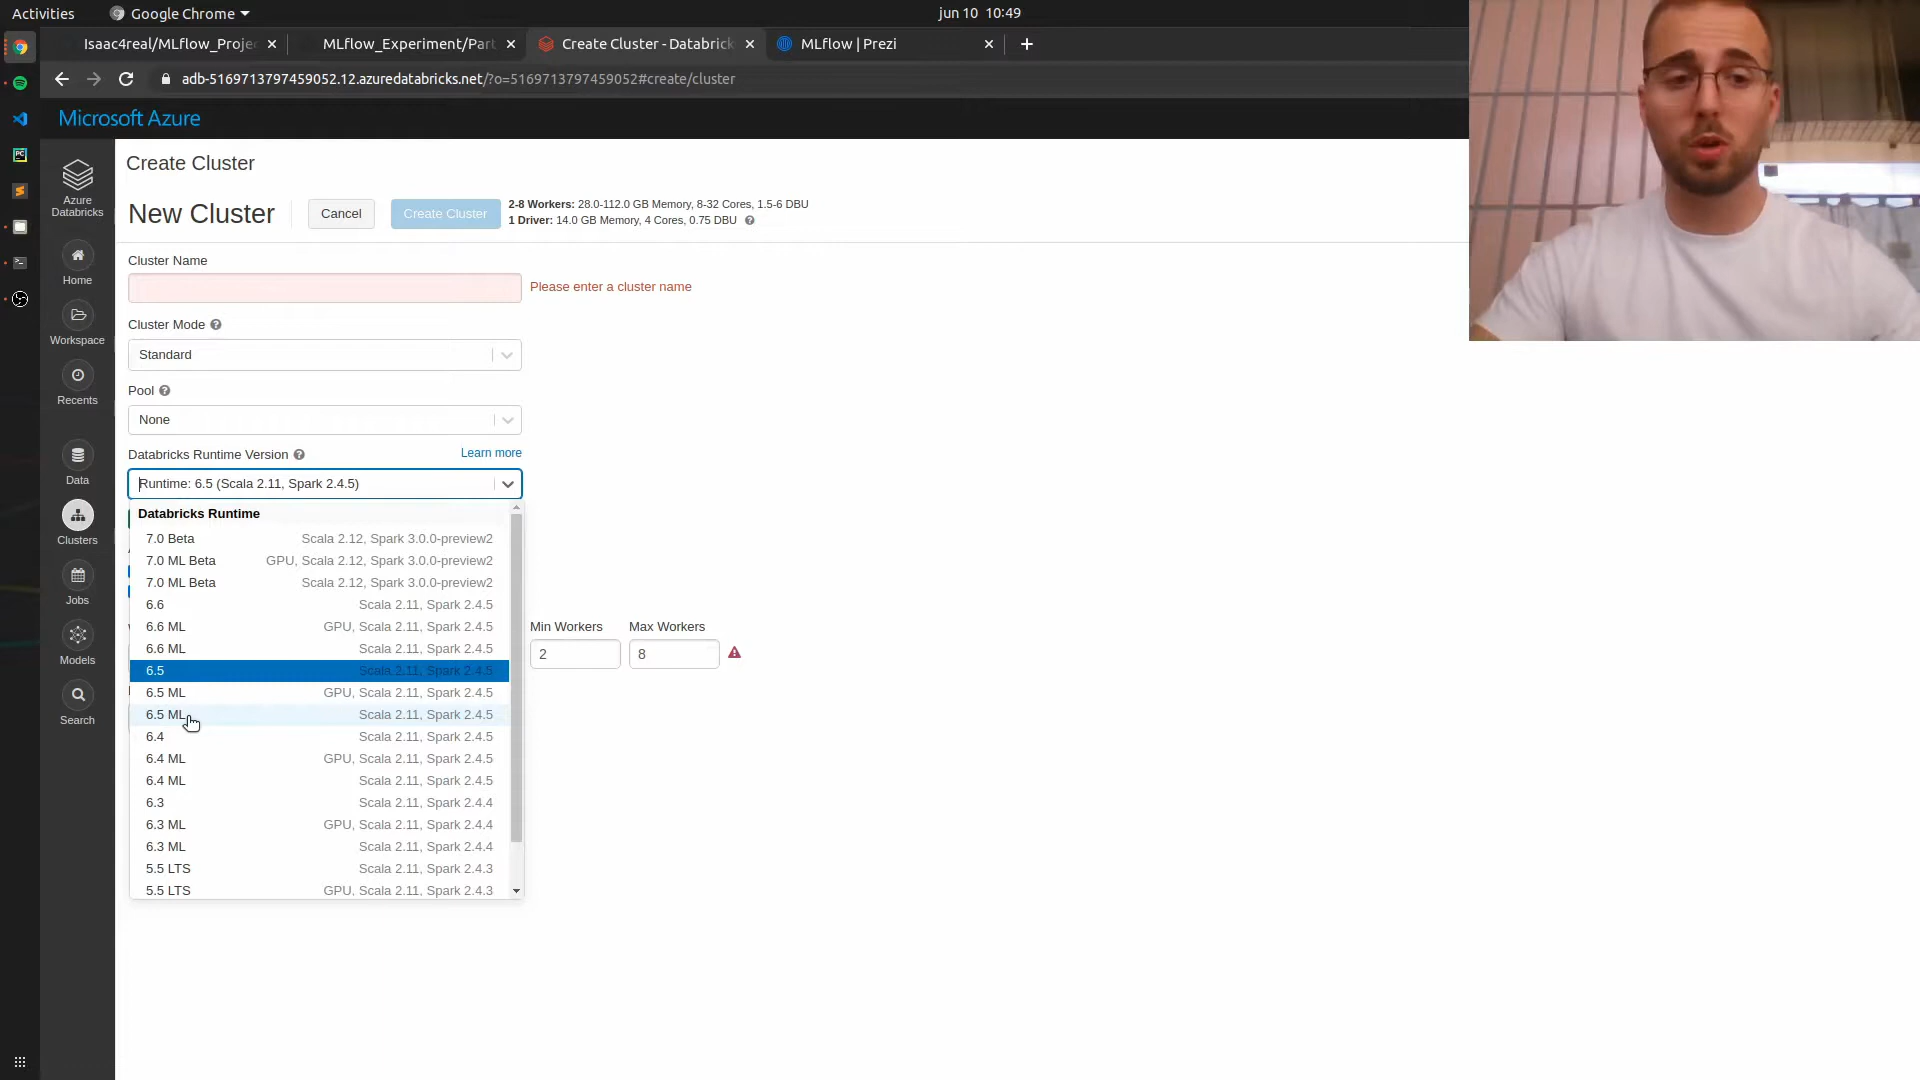 Activities
Google Chrome
jun 10 10:49
Isaac4real/MLflow_Proje
MLflow_Experiment/Part
Create Cluster - Databrick
MLflow | Prezi
adb-5169713797459052.12.azuredatabricks.net/?o=5169713797459052#create/cluster
Microsoft Azure
Azure
Databricks
Home
Workspace
Recents
Data
Clusters
Jobs
Models
Search
Create Cluster
New Cluster
Cancel
Create Cluster
2-8 Workers: 28.0-112.0 GB Memory, 8-32 Cores, 1.5-6 DBU
1 Driver: 14.0 GB Memory, 4 Cores, 0.75 DBU ?
Cluster Name
Please enter a cluster name
Cluster Mode ?
Standard
Pool ?
None
Databricks Runtime Version ? Learn more
Runtime: 6.5 (Scala 2.11, Spark 2.4.5)
Databricks Runtime
7.0 Beta Scala 2.12, Spark 3.0.0-preview2
7.0 ML Beta GPU, Scala 2.12, Spark 3.0.0-preview2
7.0 ML Beta Scala 2.12, Spark 3.0.0-preview2
6.6 Scala 2.11, Spark 2.4.5
6.6 ML GPU, Scala 2.11, Spark 2.4.5
6.6 ML Scala 2.11, Spark 2.4.5
6.5 Scala 2.11, Spark 2.4.5
6.5 ML GPU, Scala 2.11, Spark 2.4.5
6.5 ML Scala 2.11, Spark 2.4.5
6.4 Scala 2.11, Spark 2.4.5
6.4 ML GPU, Scala 2.11, Spark 2.4.5
6.4 ML Scala 2.11, Spark 2.4.5
6.3 Scala 2.11, Spark 2.4.4
6.3 ML GPU, Scala 2.11, Spark 2.4.4
6.3 ML Scala 2.11, Spark 2.4.4
5.5 LTS Scala 2.11, Spark 2.4.3
5.5 LTS GPU, Scala 2.11, Spark 2.4.3
Min Workers
Max Workers
2
8